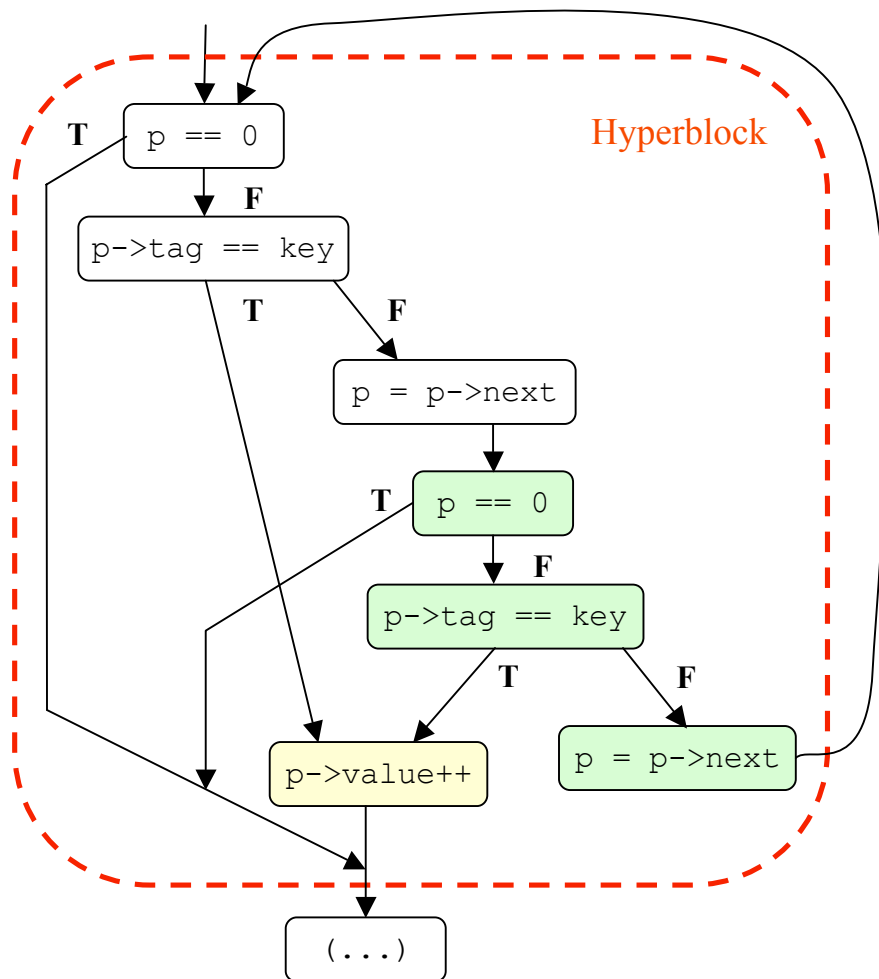 Hyperblock
T
p == 0
F
p->tag == key
T
F
p = p->next
T
p == 0
F
p->tag == key
T
F
p->value++
p = p->next
(...)